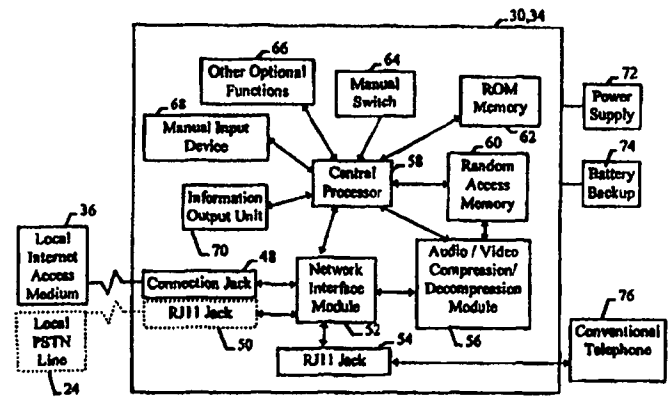 30,34
66
Other Optional
Functions
64
Manual
Switch
ROM
Memory
62
72
Power
Supply
68
Manual Input
Device
60
Random
Access
Memory
58
Central
Processor
74
Battery
Backup
36
Local
Internet
Access
Medium
Information
Output Unit
70
48
Connection Jack
RJ11 Jack
50
Network
Interface
Module
52
Audio / Video
Compression/
Decompression
Module
56
76
Conventional
Telephone
Local
PSTN
Line
24
54
RJ11 Jack